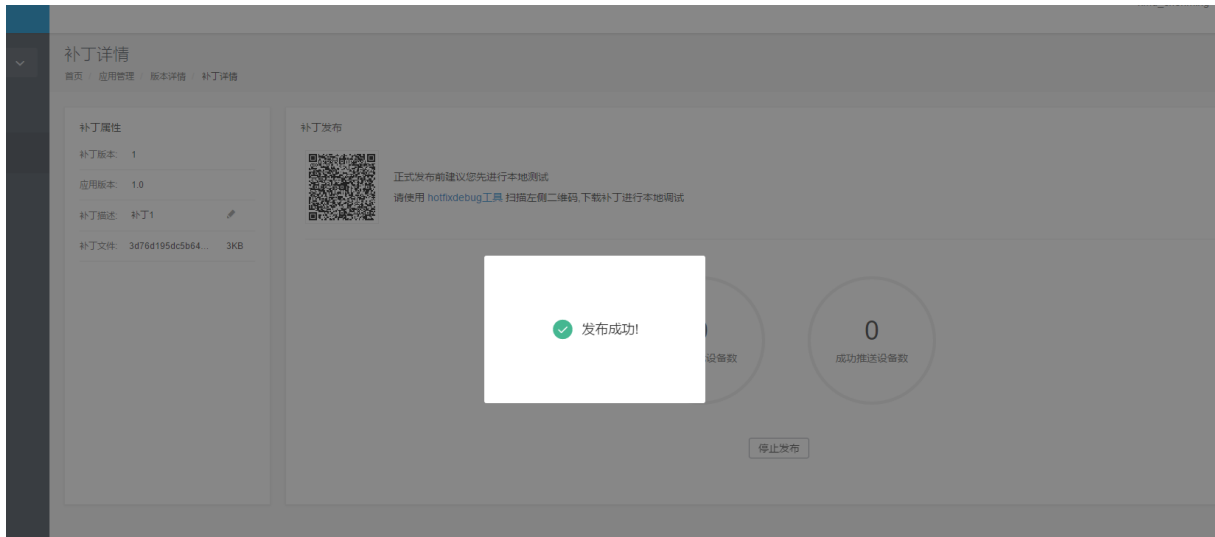 补丁详情
首页 / 应用管理 / 版本详情 / 补丁详情
补丁属性
补丁版本: 1
应用版本: 1.0
补丁描述: 补丁1
补丁文件: 3d76d195dc5b64... 3KB
补丁发布
正式发布前建议您先进行本地测试
请使用 hotfixdebug工具 扫描左侧二维码,下载补丁进行本地调试
发布成功!
设备数
0
成功推送设备数
停止发布